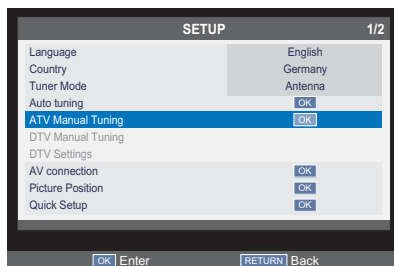 SETUP 1/2
Language English
Country Germany
Tuner Mode Antenna
Auto tuning OK
ATV Manual Tuning OK
DTV Manual Tuning
DTV Settings
AV connection OK
Picture Position OK
Quick Setup OK
OK Enter RETURN Back